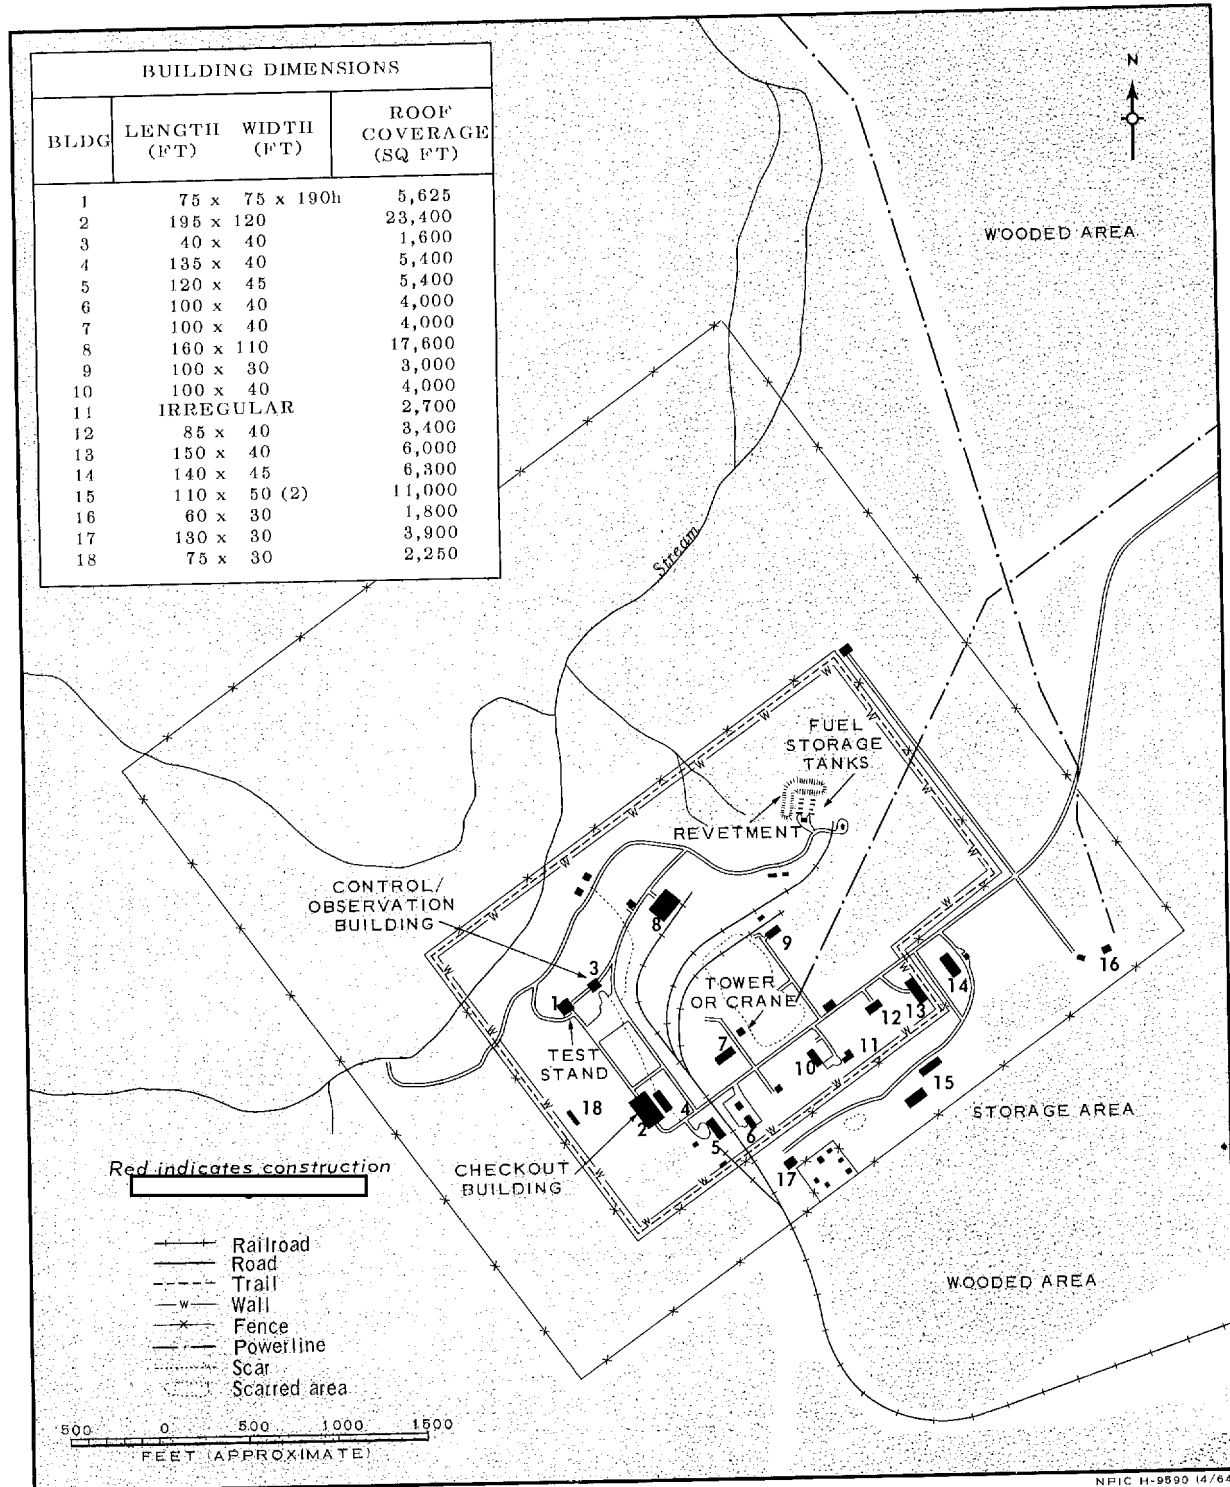 BUILDING DIMENSIONS
BLDG LENGTH (FT) WIDTH (FT) ROOF COVERAGE (SQ FT)
1 75 x 75 x 190h 5,625
2 195 x 120 23,400
3 40 x 40 1,600
4 135 x 40 5,400
5 120 x 45 5,400
6 100 x 40 4,000
7 100 x 40 4,000
8 160 x 110 17,600
9 100 x 30 3,000
10 100 x 40 4,000
11 IRREGULAR 2,700
12 85 x 40 3,400
13 150 x 40 6,000
14 140 x 45 6,300
15 110 x 50 (2) 11,000
16 60 x 30 1,800
17 130 x 30 3,900
18 75 x 30 2,250
N
WOODED AREA
Stream
FUEL
STORAGE
TANKS
REVETMENT
CONTROL/
OBSERVATION
BUILDING
8
9
16
3
14
TOWER
OR CRANE
1
13
12
TEST
STAND
7
11
10
15
18
4
STORAGE AREA
2
5
6
CHECKOUT
BUILDING
17
Red indicates construction
WOODED AREA
Railroad
Road
Trail
W Wall
Fence
Powerline
Scar
Scarred area
500 0 500 1000 1500
FEET (APPROXIMATE)
NPIC H-9590 (4/64